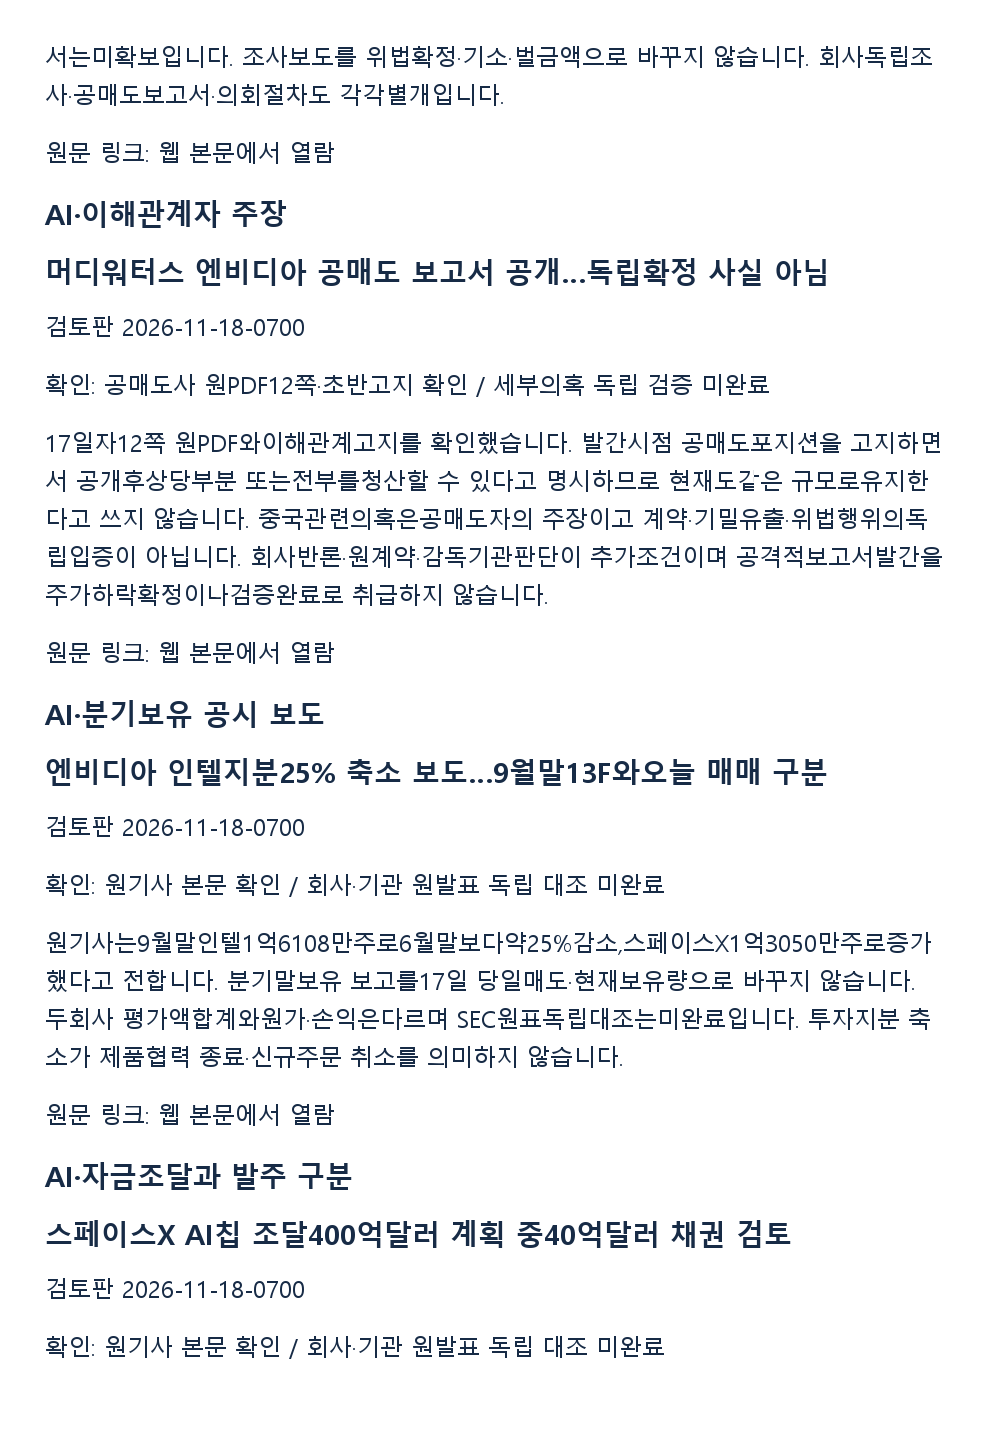 서는미확보입니다. 조사보도를 위법확정·기소·벌금액으로 바꾸지 않습니다. 회사독립조
사·공매도보고서·의회절차도 각각별개입니다.
원문 링크: 웹 본문에서 열람
AI·이해관계자 주장
머디워터스 엔비디아 공매도 보고서 공개...독립확정 사실 아님
검토판 2026-11-18-0700
확인: 공매도사 원PDF12쪽·초반고지 확인 / 세부의혹 독립 검증 미완료
17일자12쪽 원PDF와이해관계고지를 확인했습니다. 발간시점 공매도포지션을 고지하면
서 공개후상당부분 또는전부를청산할 수 있다고 명시하므로 현재도같은 규모로유지한
다고 쓰지 않습니다. 중국관련의혹은공매도자의 주장이고 계약·기밀유출·위법행위의독
립입증이 아닙니다. 회사반론·원계약·감독기관판단이 추가조건이며 공격적보고서발간을
주가하락확정이나검증완료로 취급하지 않습니다.
원문 링크: 웹 본문에서 열람
AI·분기보유 공시 보도
엔비디아 인텔지분25% 축소 보도...9월말13F와오늘 매매 구분
검토판 2026-11-18-0700
확인: 원기사 본문 확인 / 회사·기관 원발표 독립 대조 미완료
원기사는9월말인텔1억6108만주로6월말보다약25%감소,스페이스X1억3050만주로증가
했다고 전합니다. 분기말보유 보고를17일 당일매도·현재보유량으로 바꾸지 않습니다.
두회사 평가액합계와원가·손익은다르며 SEC원표독립대조는미완료입니다. 투자지분 축
소가 제품협력 종료·신규주문 취소를 의미하지 않습니다.
원문 링크: 웹 본문에서 열람
AI·자금조달과 발주 구분
스페이스X AI칩 조달400억달러 계획 중40억달러 채권 검토
검토판 2026-11-18-0700
확인: 원기사 본문 확인 / 회사·기관 원발표 독립 대조 미완료